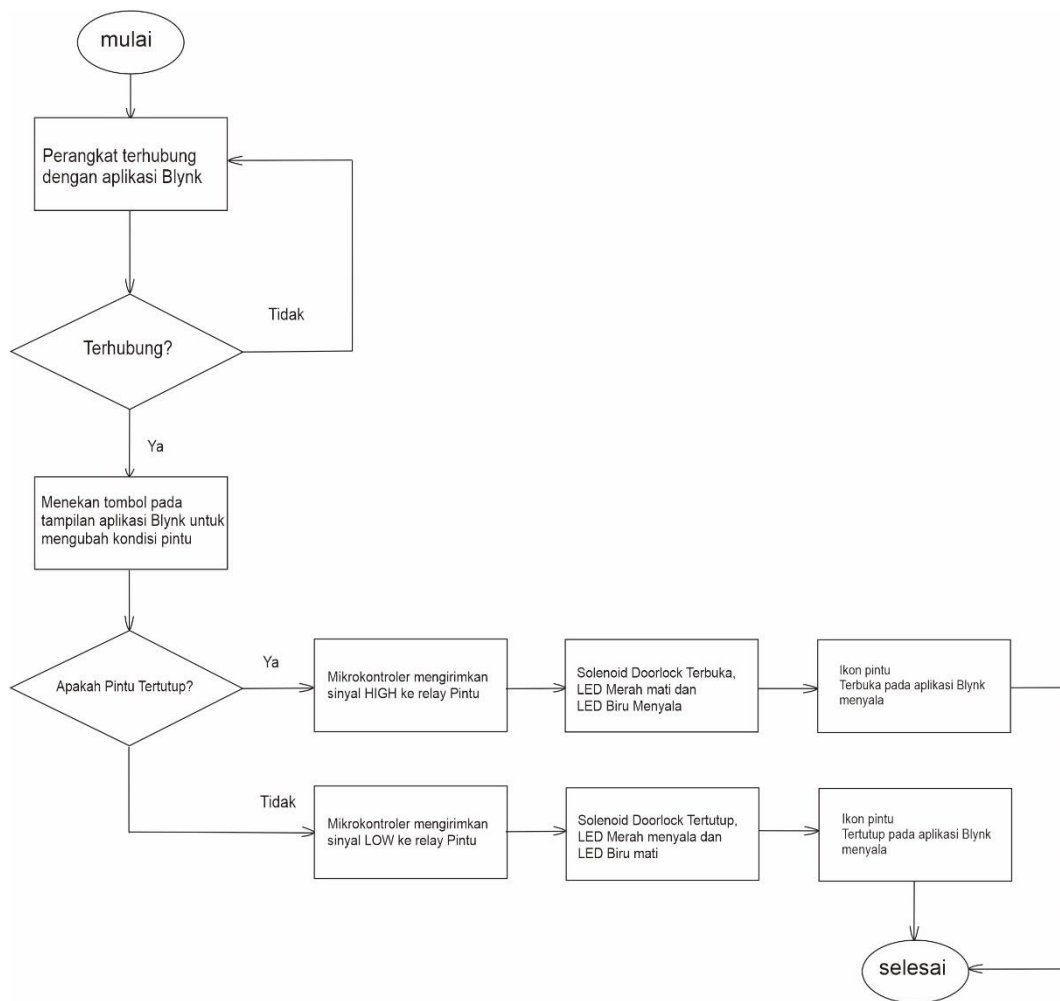 mulai
Perangkat terhubung
dengan aplikasi Blynk
Tidak
Terhubung?
Ya
Menekan tombol pada
tampilan aplikasi Blynk untuk
mengubah kondisi pintu
Apakah Pintu Tertutup?
Ya
Mikrokontroler mengirimkan
sinyal HIGH ke relay Pintu
Solenoid Doorlock Terbuka,
LED Merah mati dan
LED Biru Menyala
Ikon pintu
Terbuka pada aplikasi Blynk
menyala
Tidak
Mikrokontroler mengirimkan
sinyal LOW ke relay Pintu
Solenoid Doorlock Tertutup,
LED Merah menyala dan
LED Biru mati
Ikon pintu
Tertutup pada aplikasi Blynk
menyala
selesai